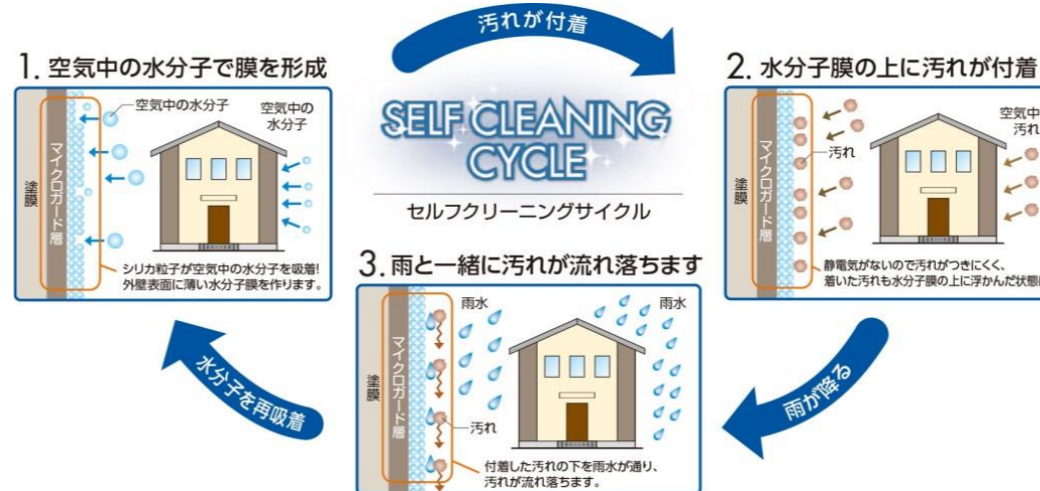 汚れが付着
1. 空気中の水分子で膜を形成
空気中の水分子
空気中の
水分子
マイクロガード層
塗膜
シリカ粒子が空気中の水分子を吸着!
外壁表面に薄い水分子膜を作ります。
SELF CLEANING
CYCLE
セルフクリーニングサイクル
2. 水分子膜の上に汚れが付着
空気中
汚れ
汚れ
マイクロガード層
塗膜
静電気がないので汚れがつきにくく、
着いた汚れも水分子膜の上に浮かんだ状態
雨が降る
3. 雨と一緒に汚れが流れ落ちます
雨水
雨水
マイクロガード層
塗膜
汚れ
付着した汚れの下を雨水が通り、
汚れが流れ落ちます。
水分子を再吸着